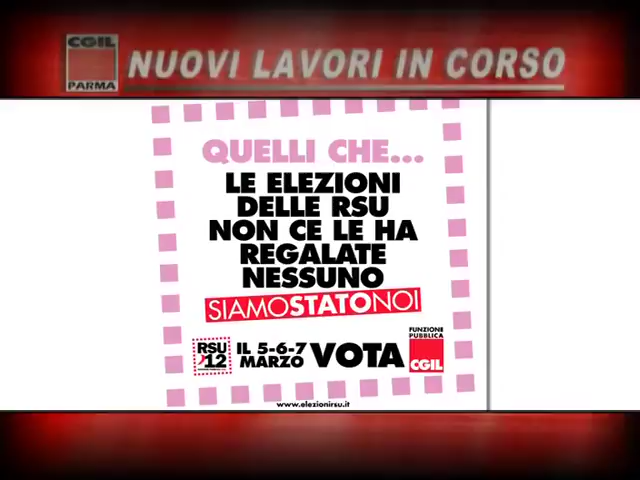 CGIL
PARMA
NUOVI LAVORI IN CORSO
QUELLI CHE...
LE ELEZIONI
DELLE RSU
NON CE LE HA
REGALATE
NESSUNO
SIAMOSTATONOI
RSU
'12
IL 5-6-7
MARZO
VOTA
FUNZIONE
PUBBLICA
CGIL
www.elezionirsu.it